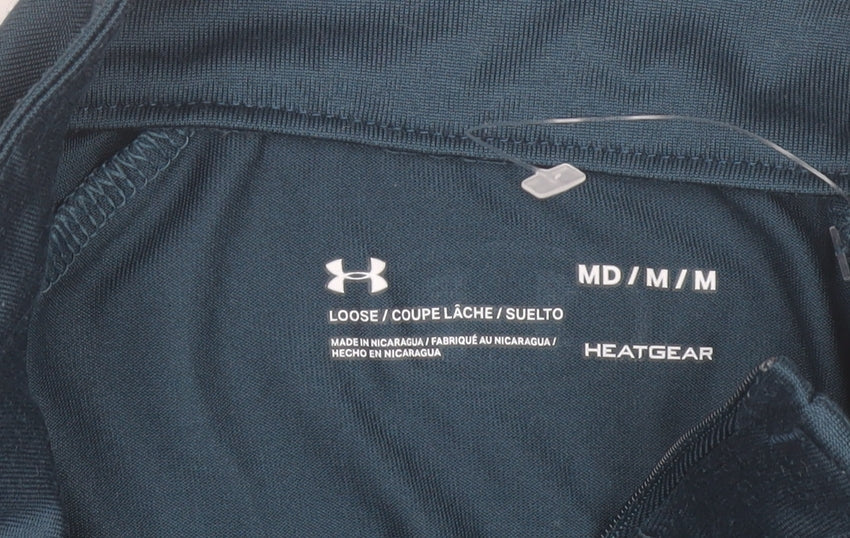 MD / M / M
LOOSE / COUPE LÂCHE / SUELTO
MADE IN NICARAGUA / FABRIQUÉ AU NICARAGUA /
HECHO EN NICARAGUA
HEATGEAR